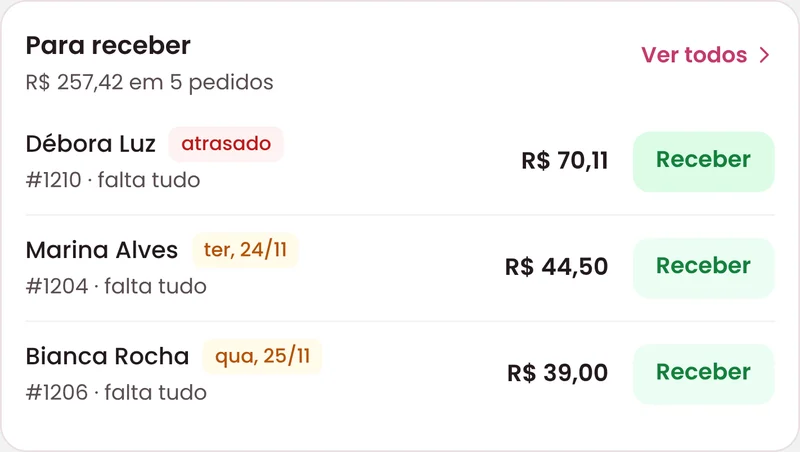 Para receber
Ver todos
R$ 257,42 em 5 pedidos
Débora Luz atrasado
#1210 · falta tudo
R$ 70,11 Receber
Marina Alves ter, 24/11
#1204 · falta tudo
R$ 44,50 Receber
Bianca Rocha qua, 25/11
#1206 · falta tudo
R$ 39,00 Receber